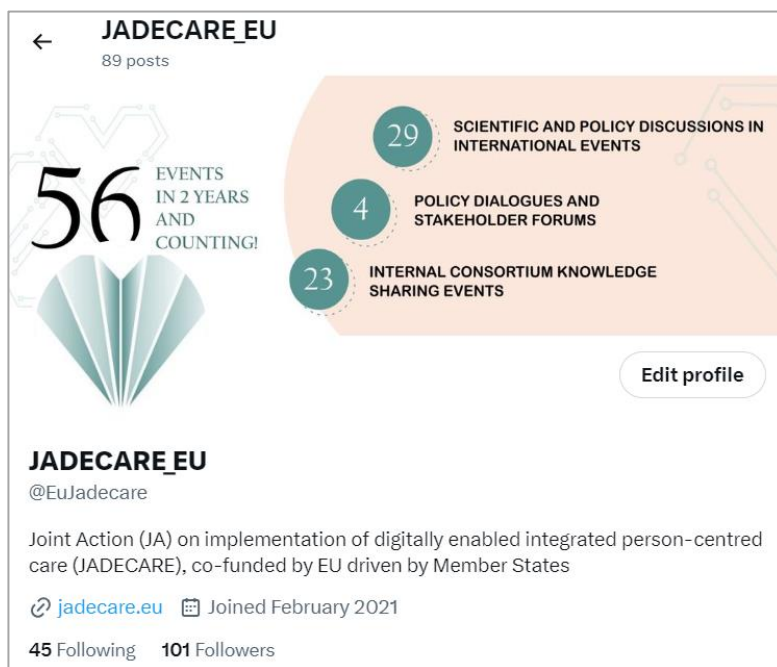 JADECARE_EU
89 posts
56
EVENTS
IN 2 YEARS
AND
COUNTING!
29
SCIENTIFIC AND POLICY DISCUSSIONS IN
INTERNATIONAL EVENTS
4
POLICY DIALOGUES AND
STAKEHOLDER FORUMS
23
INTERNAL CONSORTIUM KNOWLEDGE
SHARING EVENTS
Edit profile
JADECARE_EU
@EuJadecare
Joint Action (JA) on implementation of digitally enabled integrated person-centred
care (JADECARE), co-funded by EU driven by Member States
jadecare.eu Joined February 2021
45 Following 101 Followers